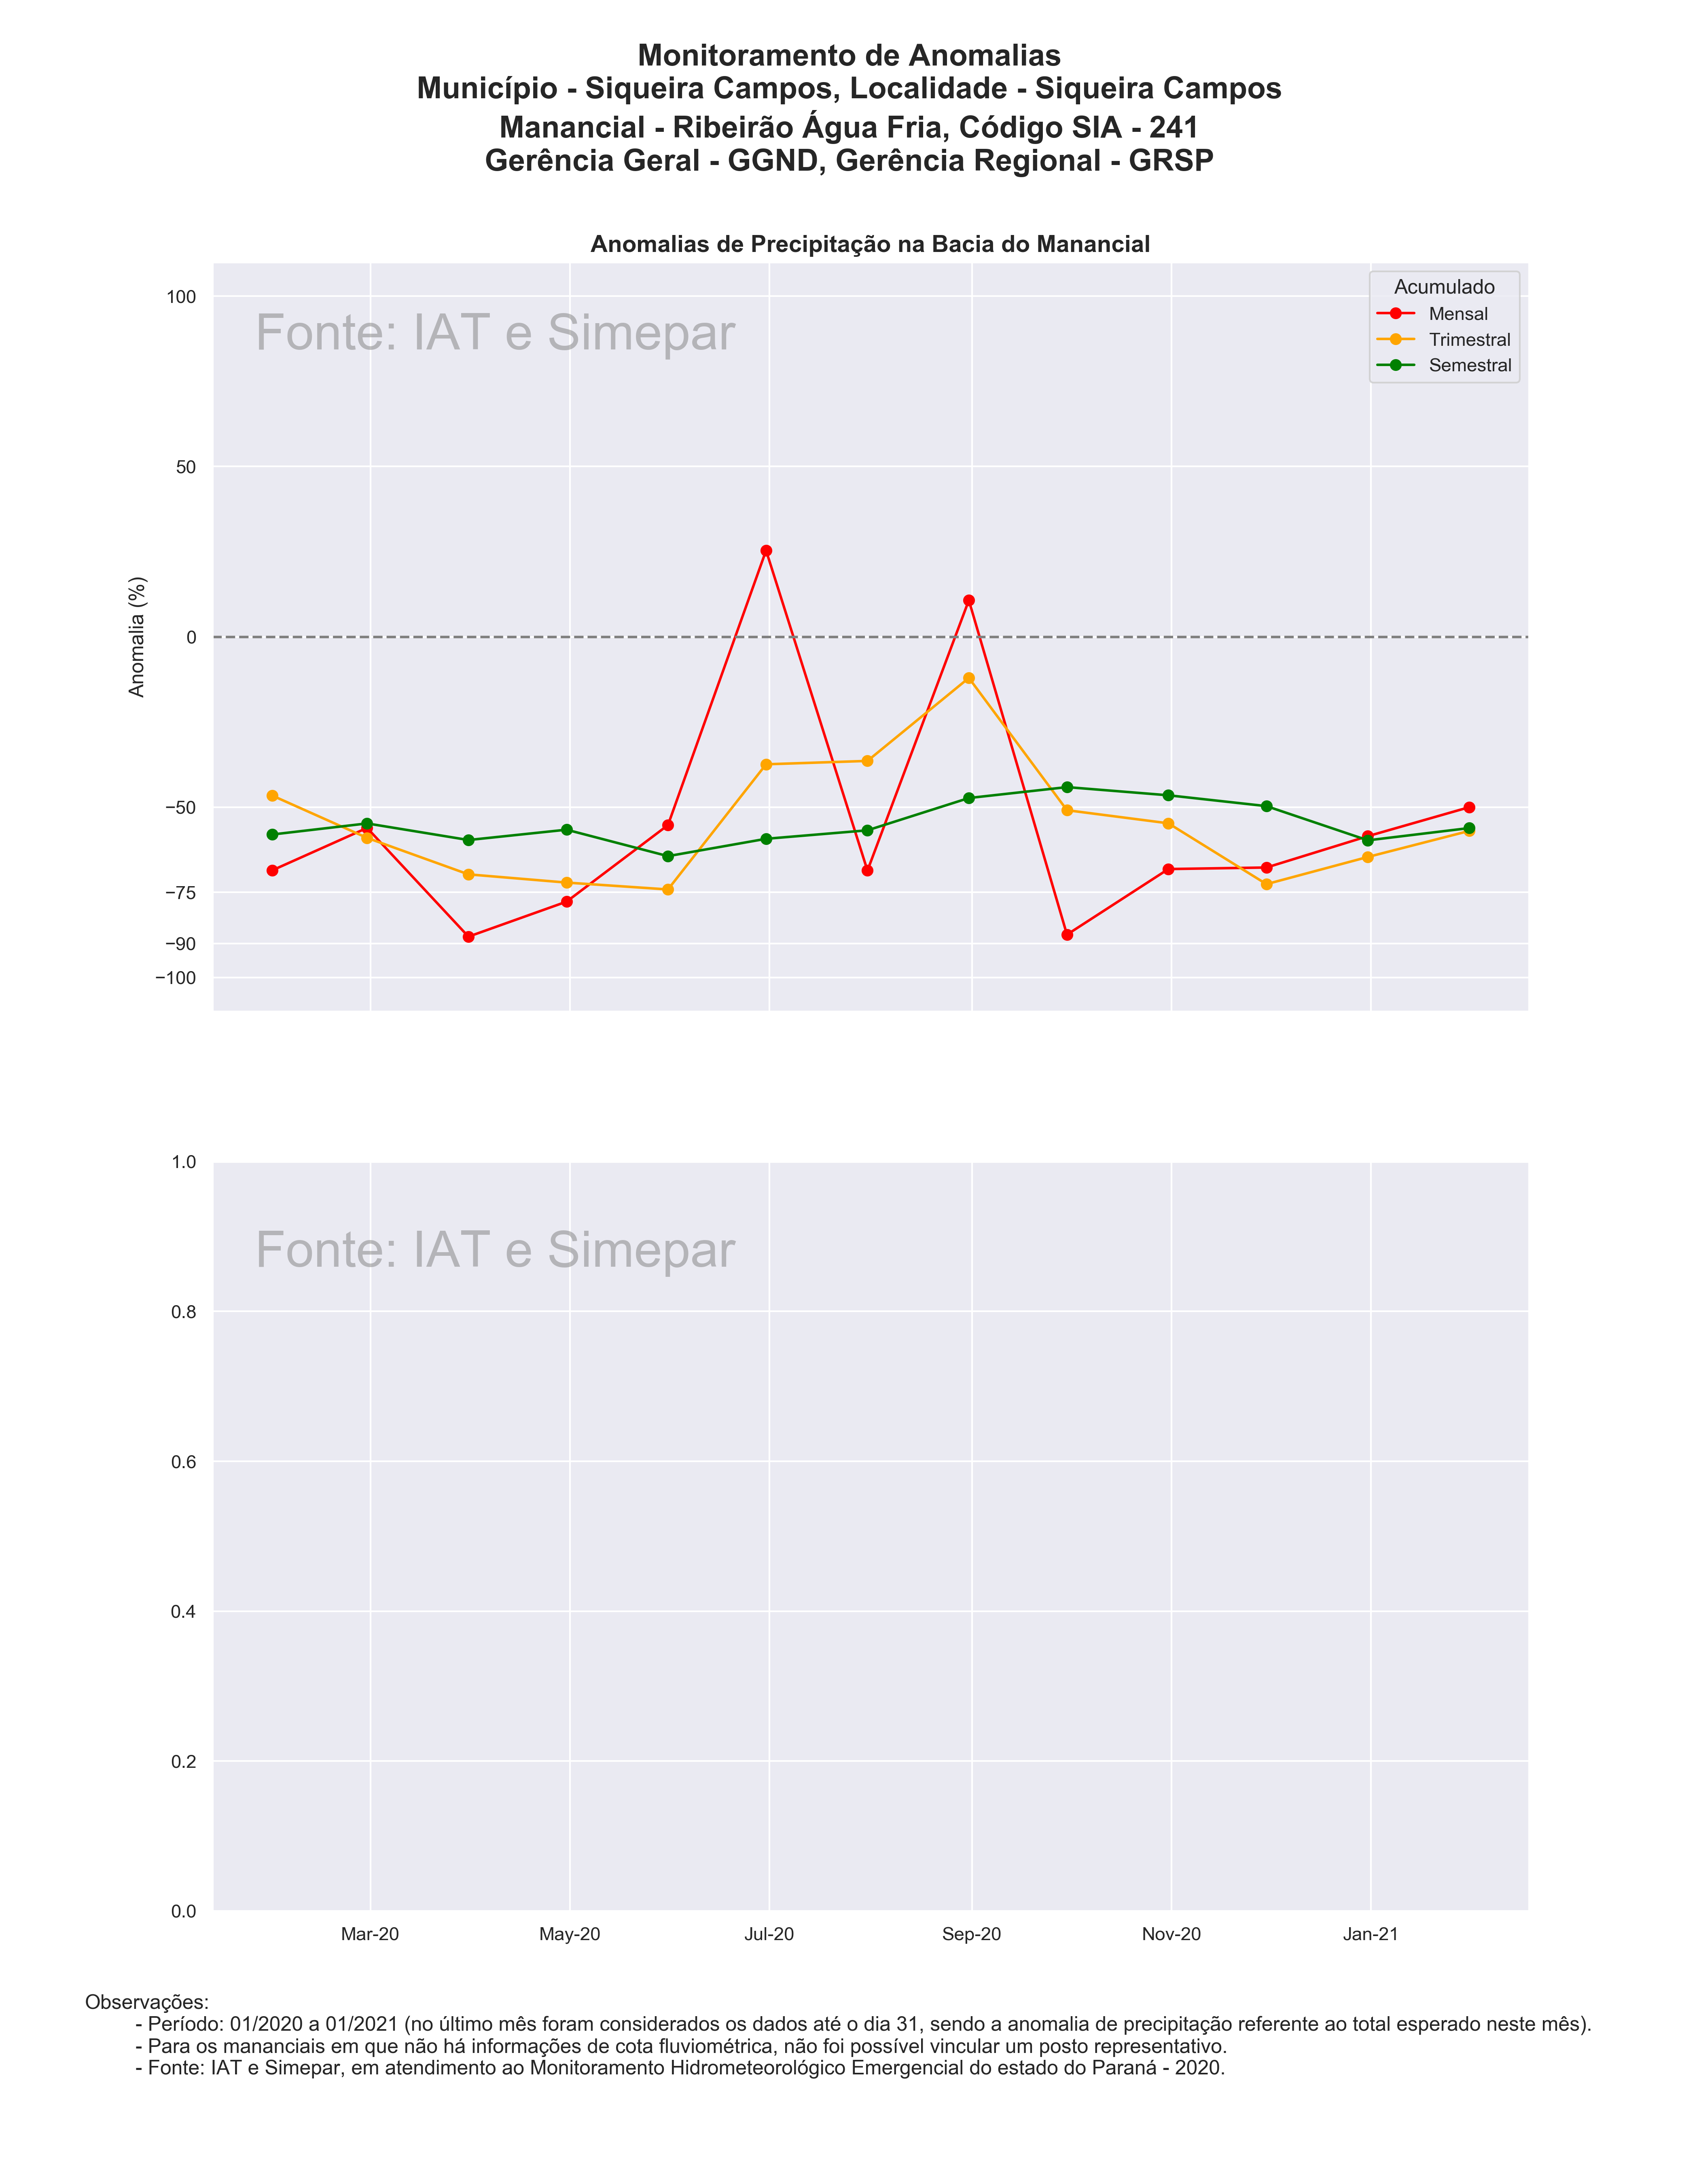 Monitoramento de Anomalias
Município - Siqueira Campos, Localidade - Siqueira Campos
Manancial - Ribeirão Água Fria, Código SIA - 241
Gerência Geral - GGND, Gerência Regional - GRSP
Anomalias de Precipitação na Bacia do Manancial
Fonte: IAT e Simepar
Acumulado
Mensal
Trimestral
Semestral
Anomalia (%)
100
50
0
−50
−75
−90
−100
Fonte: IAT e Simepar
1.0
0.8
0.6
0.4
0.2
0.0
Mar-20 May-20 Jul-20 Sep-20 Nov-20 Jan-21
Observações:
- Período: 01/2020 a 01/2021 (no último mês foram considerados os dados até o dia 31, sendo a anomalia de precipitação referente ao total esperado neste mês).
- Para os mananciais em que não há informações de cota fluviométrica, não foi possível vincular um posto representativo.
- Fonte: IAT e Simepar, em atendimento ao Monitoramento Hidrometeorológico Emergencial do estado do Paraná - 2020.